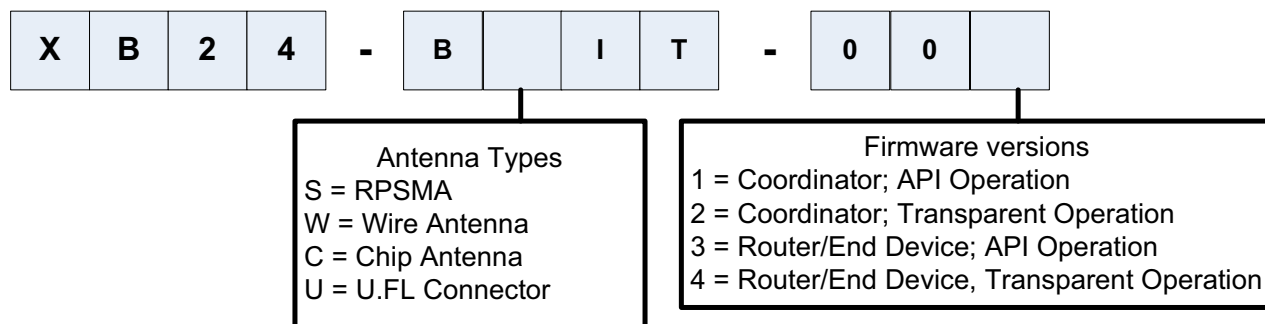 X B 2 4 - B I T - 0 0
Antenna Types
S = RPSMA
W = Wire Antenna
C = Chip Antenna
U = U.FL Connector
Firmware versions
1 = Coordinator; API Operation
2 = Coordinator; Transparent Operation
3 = Router/End Device; API Operation
4 = Router/End Device, Transparent Operation